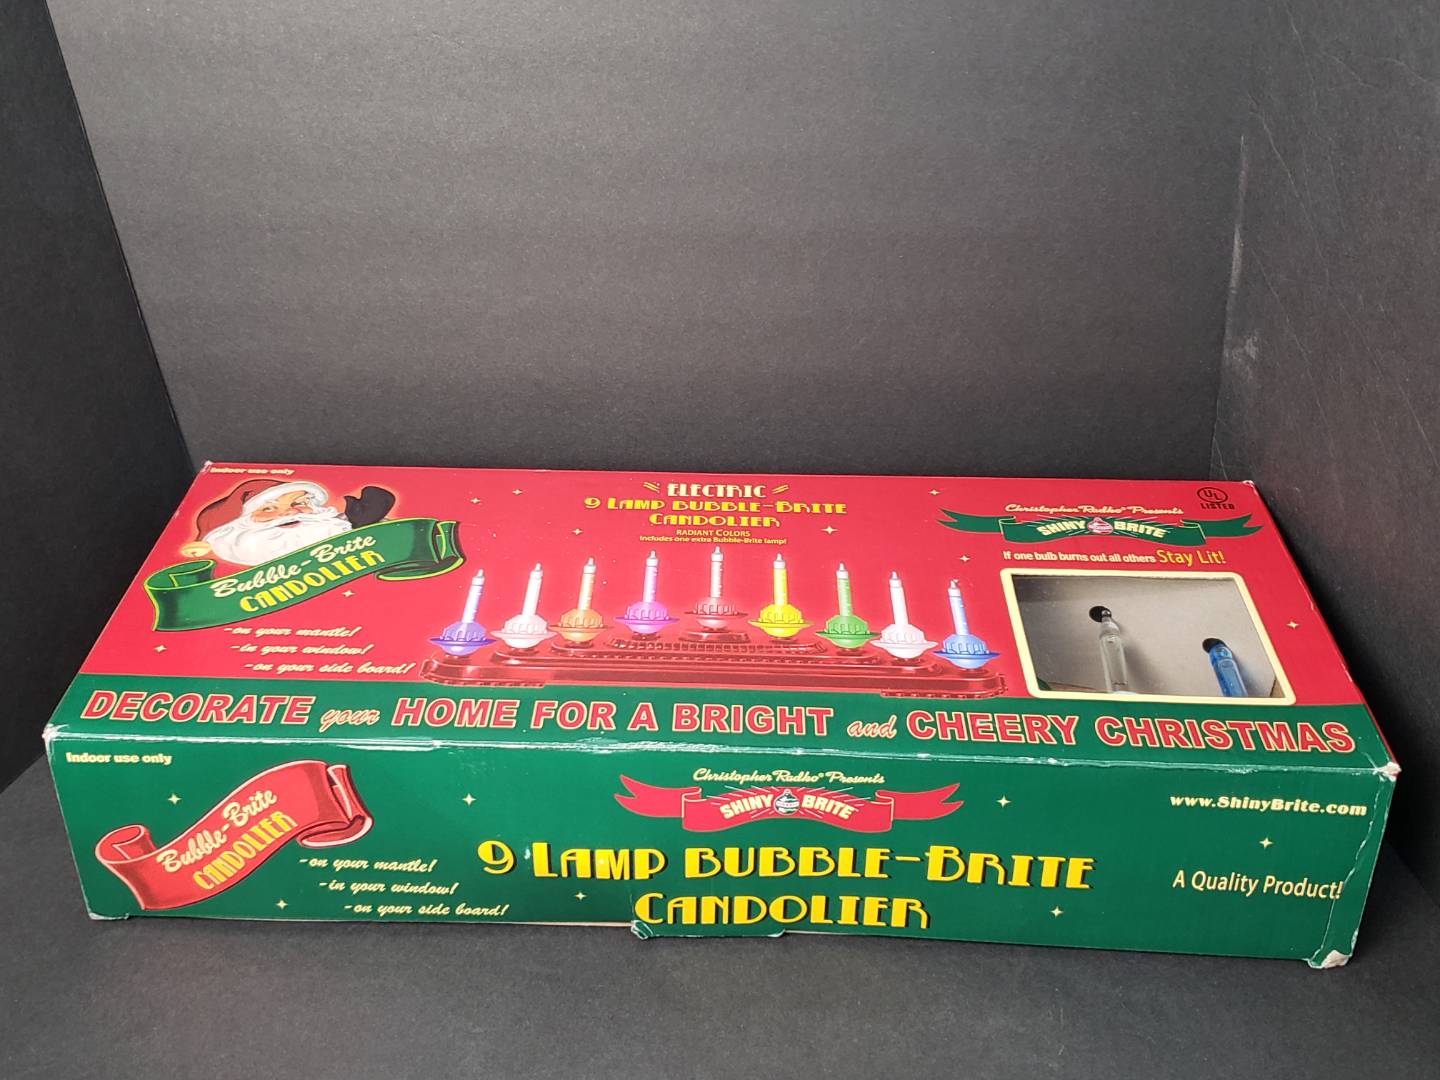 Indoor use only
ELECTRIC
9 LAMP BUBBLE-BRITE
CANDOLIER
RADIANT COLORS
Includes one extra Bubble-Brite lamp!
Bubble-Brite
CANDOLIER
-on your mantle!
-in your window!
-on your side board!
UL
LISTED
Christopher Radko® Presents
SHINY BRITE
If one bulb burns out all others Stay Lit!
DECORATE your HOME FOR A BRIGHT and CHEERY CHRISTMAS
Indoor use only
Bubble-Brite
CANDOLIER
-on your mantle!
-in your window!
-on your side board!
Christopher Radko® Presents
SHINY BRITE™
9 LAMP BUBBLE-BRITE
CANDOLIER
www.ShinyBrite.com
A Quality Product!